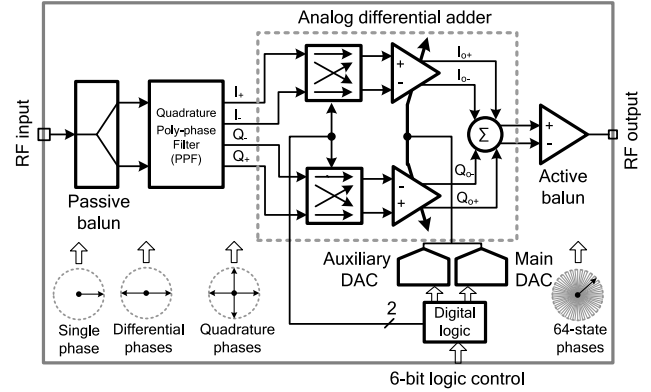 Analog differential adder
RF input
Passive
balun
Quadrature
Poly-phase
Filter
(PPF)
I+
I-
Q-
Q+
+
-
-
+
Io+
Io-
Qo-
Qo+
Σ
+
-
Active
balun
RF output
Auxiliary
DAC
Main
DAC
2
Digital
logic
6-bit logic control
Single
phase
Differential
phases
Quadrature
phases
64-state
phases